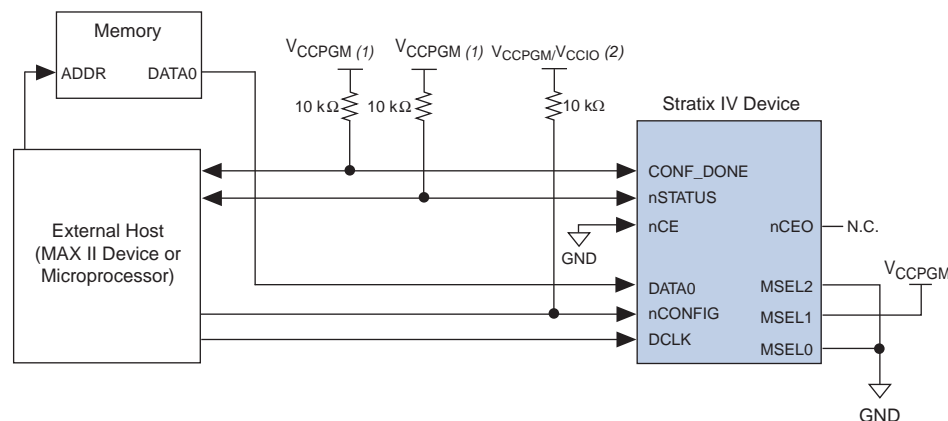 Memory
ADDR DATA0
VCCPGM (1)
VCCPGM (1)
VCCPGM/VCCIO (2)
10 kΩ
10 kΩ
10 kΩ
Stratix IV Device
External Host
(MAX II Device or
Microprocessor)
CONF_DONE
nSTATUS
nCE
GND
DATA0
nCONFIG
DCLK
nCEO
N.C.
VCCPGM
MSEL2
MSEL1
MSEL0
GND